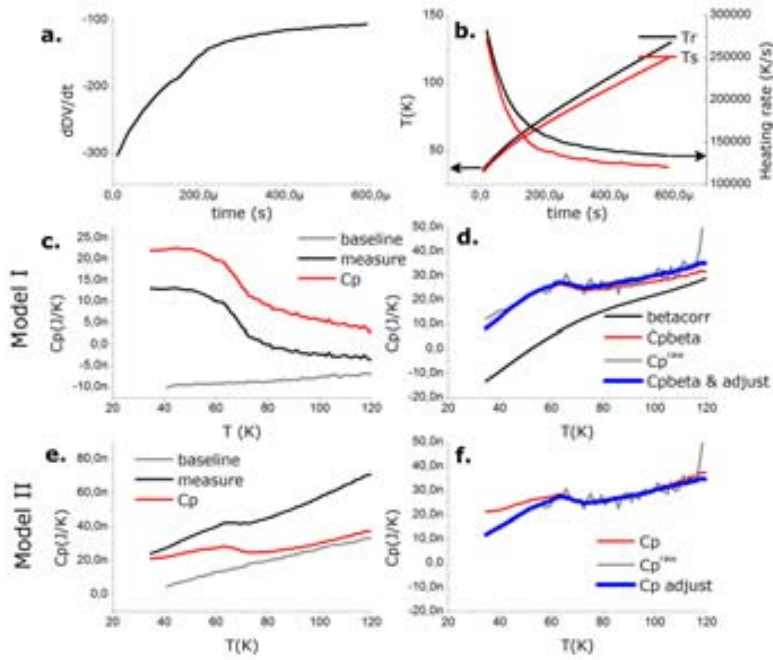 a.
-100
-200
-300
dDV/dt
0,0
200,0µ
400,0µ
600,0µ
time (s)
b.
150
100
50
T(K)
Tr
Ts
300000
250000
200000
150000
100000
Heating rate (K/s)
0,0
200,0µ
400,0µ
600,0µ
time (s)
Model I
c.
25,0n
20,0n
15,0n
10,0n
5,0n
0,0
-5,0n
-10,0n
Cp(J/K)
baseline
measure
Cp
20
40
60
80
100
120
T (K)
d.
50,0n
40,0n
30,0n
20,0n
10,0n
0,0
-10,0n
-20,0n
Cp(J/K)
betacorr
Cpbeta
Cp
Cpbeta & adjust
20
40
60
80
100
120
T(K)
Model II
e.
80,0n
60,0n
40,0n
20,0n
0,0
Cp(J/K)
baseline
measure
Cp
20
40
60
80
100
120
T(K)
f.
50,0n
40,0n
30,0n
20,0n
10,0n
0,0
-10,0n
-20,0n
Cp(J/K)
Cp
Cp
Cp adjust
20
40
60
80
100
120
T(K)